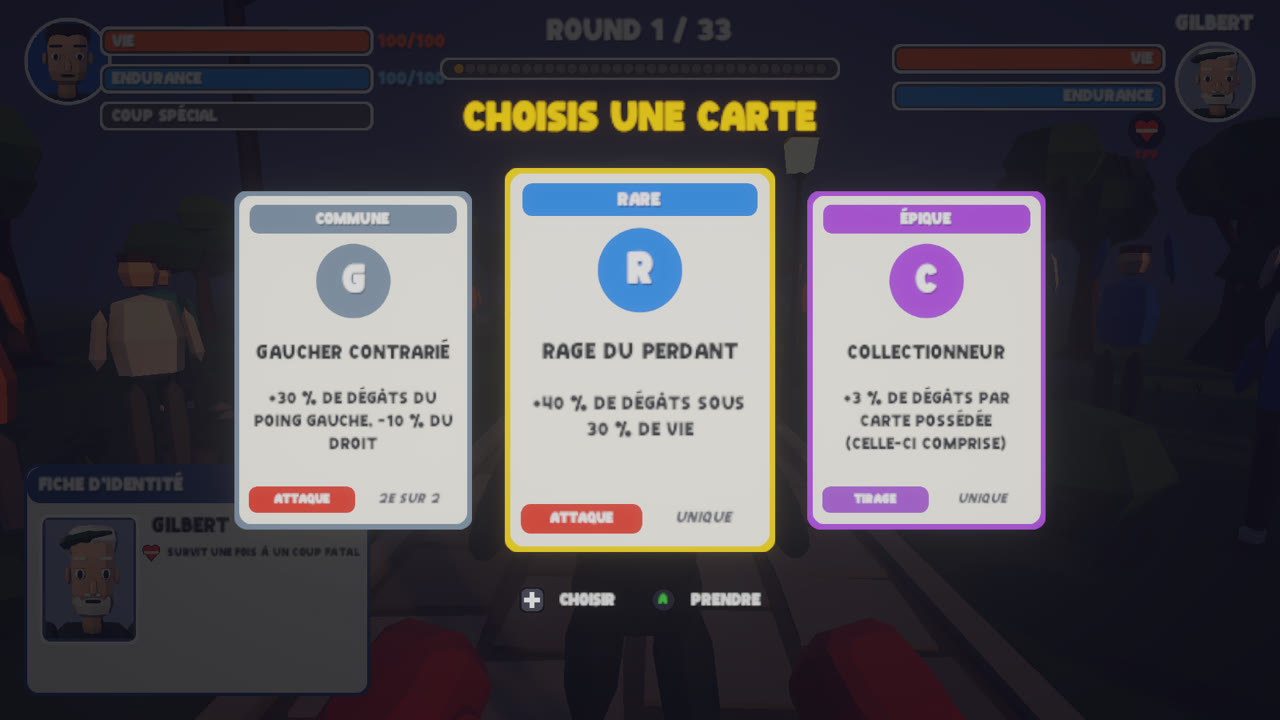 GILBERT
ROUND 1 / 33
VIE
100/100
VIE
ENDURANCE
100/100
ENDURANCE
COUP SPÉCIAL
CHOISIS UNE CARTE
COMMUNE
G
GAUCHER CONTRARIÉ
+30 % DE DÉGÂTS DU
POING GAUCHE, -10 % DU
DROIT
ATTAQUE
2E SUR 2
RARE
R
RAGE DU PERDANT
+40 % DE DÉGÂTS SOUS
30 % DE VIE
ATTAQUE
UNIQUE
ÉPIQUE
C
COLLECTIONNEUR
+3 % DE DÉGÂTS PAR
CARTE POSSÉDÉE
(CELLE-CI COMPRISE)
TIRAGE
UNIQUE
FICHE D'IDENTITÉ
GILBERT
SURVIT UNE FOIS À UN COUP FATAL
CHOISIR
A
PRENDRE